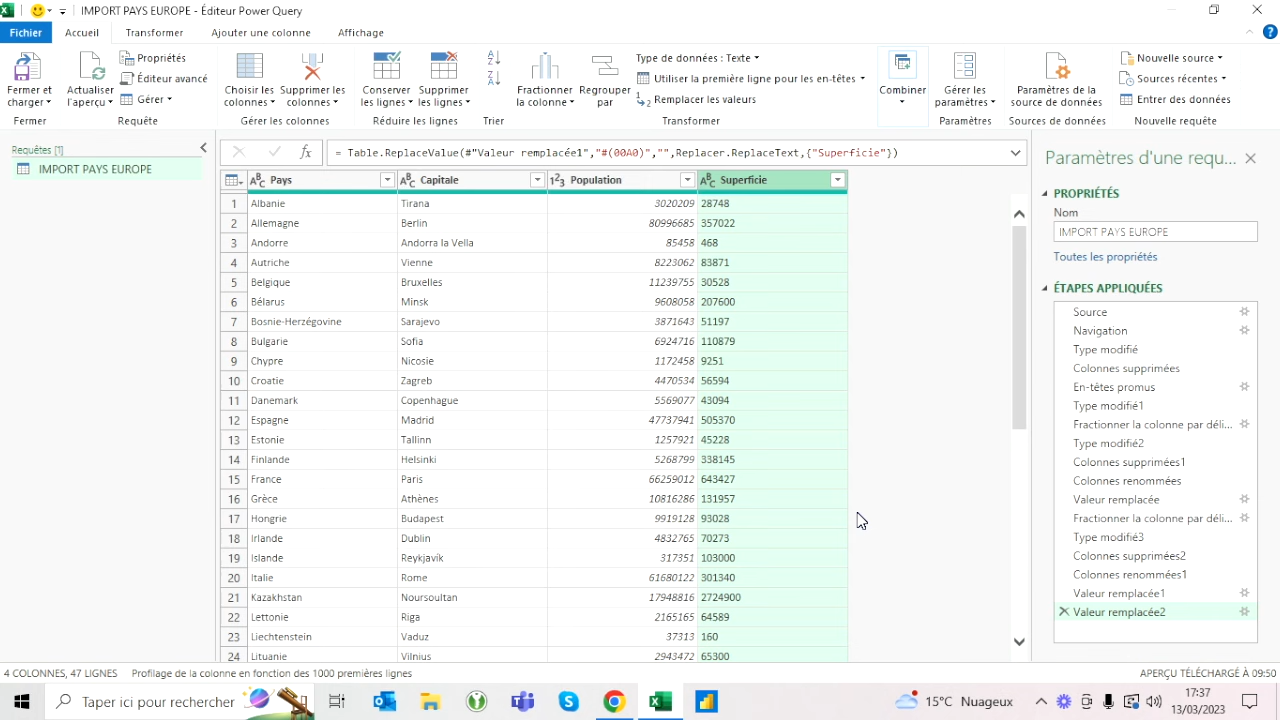 IMPORT PAYS EUROPE - Éditeur Power Query
Fichier Accueil Transformer Ajouter une colonne Affichage
Fermer et charger
Actualiser l'aperçu
Propriétés
Éditeur avancé
Gérer
Choisir les colonnes
Supprimer les colonnes
Conserver les lignes
Supprimer les lignes
Fractionner la colonne
Regrouper par
Type de données : Texte
Utiliser la première ligne pour les en-têtes
Remplacer les valeurs
Combiner
Gérer les paramètres
Paramètres de la source de données
Nouvelle source
Sources récentes
Entrer des données
Fermer Requête Gérer les colonnes Réduire les lignes Trier Transformer Paramètres Sources de données Nouvelle requête
Requêtes [1]
IMPORT PAYS EUROPE
fx = Table.ReplaceValue(#"Valeur remplacée1","#(00A0)","",Replacer.ReplaceText,{"Superficie"})
ABC Pays ABC Capitale 123 Population ABC Superficie
1 Albanie Tirana 3020209 28748
2 Allemagne Berlin 80996685 357022
3 Andorre Andorra la Vella 85458 468
4 Autriche Vienne 8223062 83871
5 Belgique Bruxelles 11239755 30528
6 Bélarus Minsk 9608058 207600
7 Bosnie-Herzégovine Sarajevo 3871643 51197
8 Bulgarie Sofia 6924716 110879
9 Chypre Nicosie 1172458 9251
10 Croatie Zagreb 4470534 56594
11 Danemark Copenhague 5569077 43094
12 Espagne Madrid 47737941 505370
13 Estonie Tallinn 1257921 45228
14 Finlande Helsinki 5268799 338145
15 France Paris 66259012 643427
16 Grèce Athènes 10816286 131957
17 Hongrie Budapest 9919128 93028
18 Irlande Dublin 4832765 70273
19 Islande Reykjavík 317351 103000
20 Italie Rome 61680122 301340
21 Kazakhstan Noursoultan 17948816 2724900
22 Lettonie Riga 2165165 64589
23 Liechtenstein Vaduz 37313 160
24 Lituanie Vilnius 2943472 65300
Paramètres d'une requ...
PROPRIÉTÉS
Nom
IMPORT PAYS EUROPE
Toutes les propriétés
ÉTAPES APPLIQUÉES
Source
Navigation
Type modifié
Colonnes supprimées
En-têtes promus
Type modifié1
Fractionner la colonne par déli...
Type modifié2
Colonnes supprimées1
Colonnes renommées
Valeur remplacée
Fractionner la colonne par déli...
Type modifié3
Colonnes supprimées2
Colonnes renommées1
Valeur remplacée1
Valeur remplacée2
4 COLONNES, 47 LIGNES Profilage de la colonne en fonction des 1000 premières lignes APERÇU TÉLÉCHARGÉ À 09:50
Taper ici pour rechercher
15°C Nuageux
17:37
13/03/2023